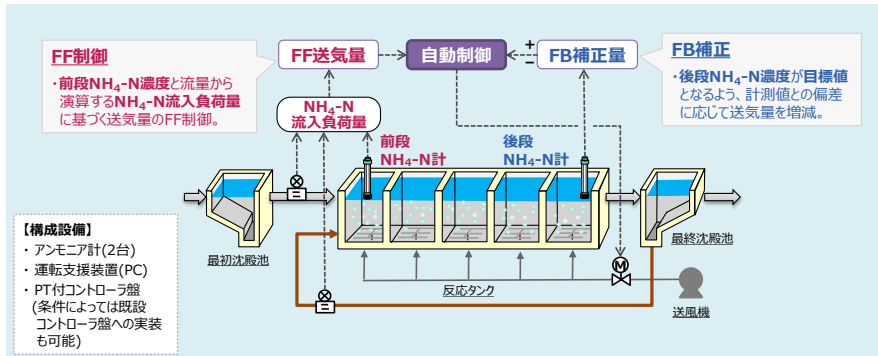 FF制御
・前段NH₄-N濃度と流量から
演算するNH₄-N流入負荷量
に基づく送気量のFF制御。
FF送気量
自動制御
+
−
FB補正量
FB補正
・後段NH₄-N濃度が目標値
となるよう、計測値との偏差
に応じて送気量を増減。
NH₄-N
流入負荷量
前段
NH₄-N計
後段
NH₄-N計
最初沈殿池
最終沈殿池
反応タンク
M
送風機
【構成設備】
・ アンモニア計(2台)
・ 運転支援装置(PC)
・ PT付コントローラ盤
(条件によっては既設
コントローラ盤への実装
も可能)